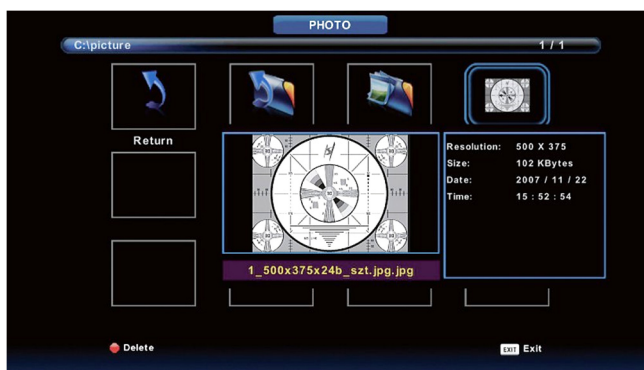 PHOTO
C:\picture
1 / 1
Return
Resolution: 500 X 375
Size: 102 KBytes
Date: 2007 / 11 / 22
Time: 15 : 52 : 54
1_500x375x24b_szt.jpg.jpg
Delete
EXIT Exit